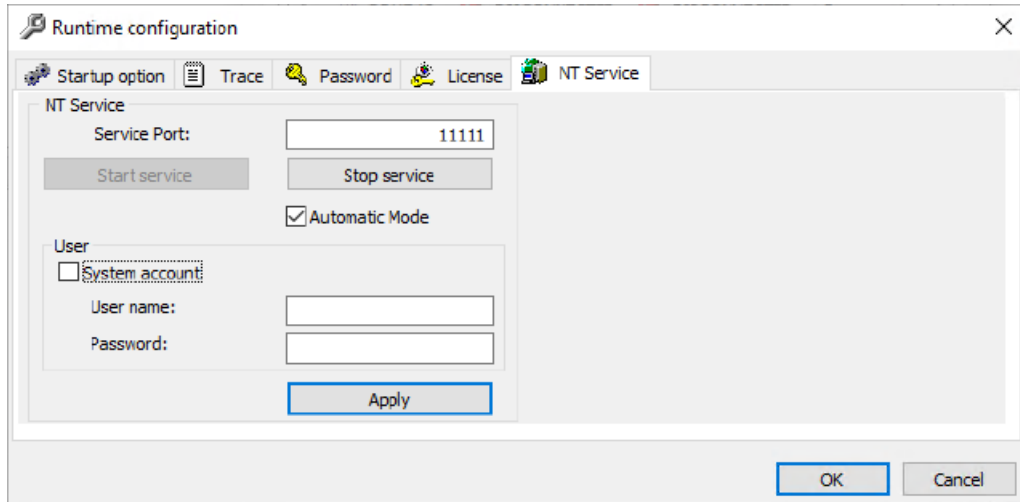 Runtime configuration
Startup option Trace Password License NT Service
NT Service
Service Port: 11111
Start service Stop service
Automatic Mode
User
System account
User name:
Password:
Apply
OK Cancel